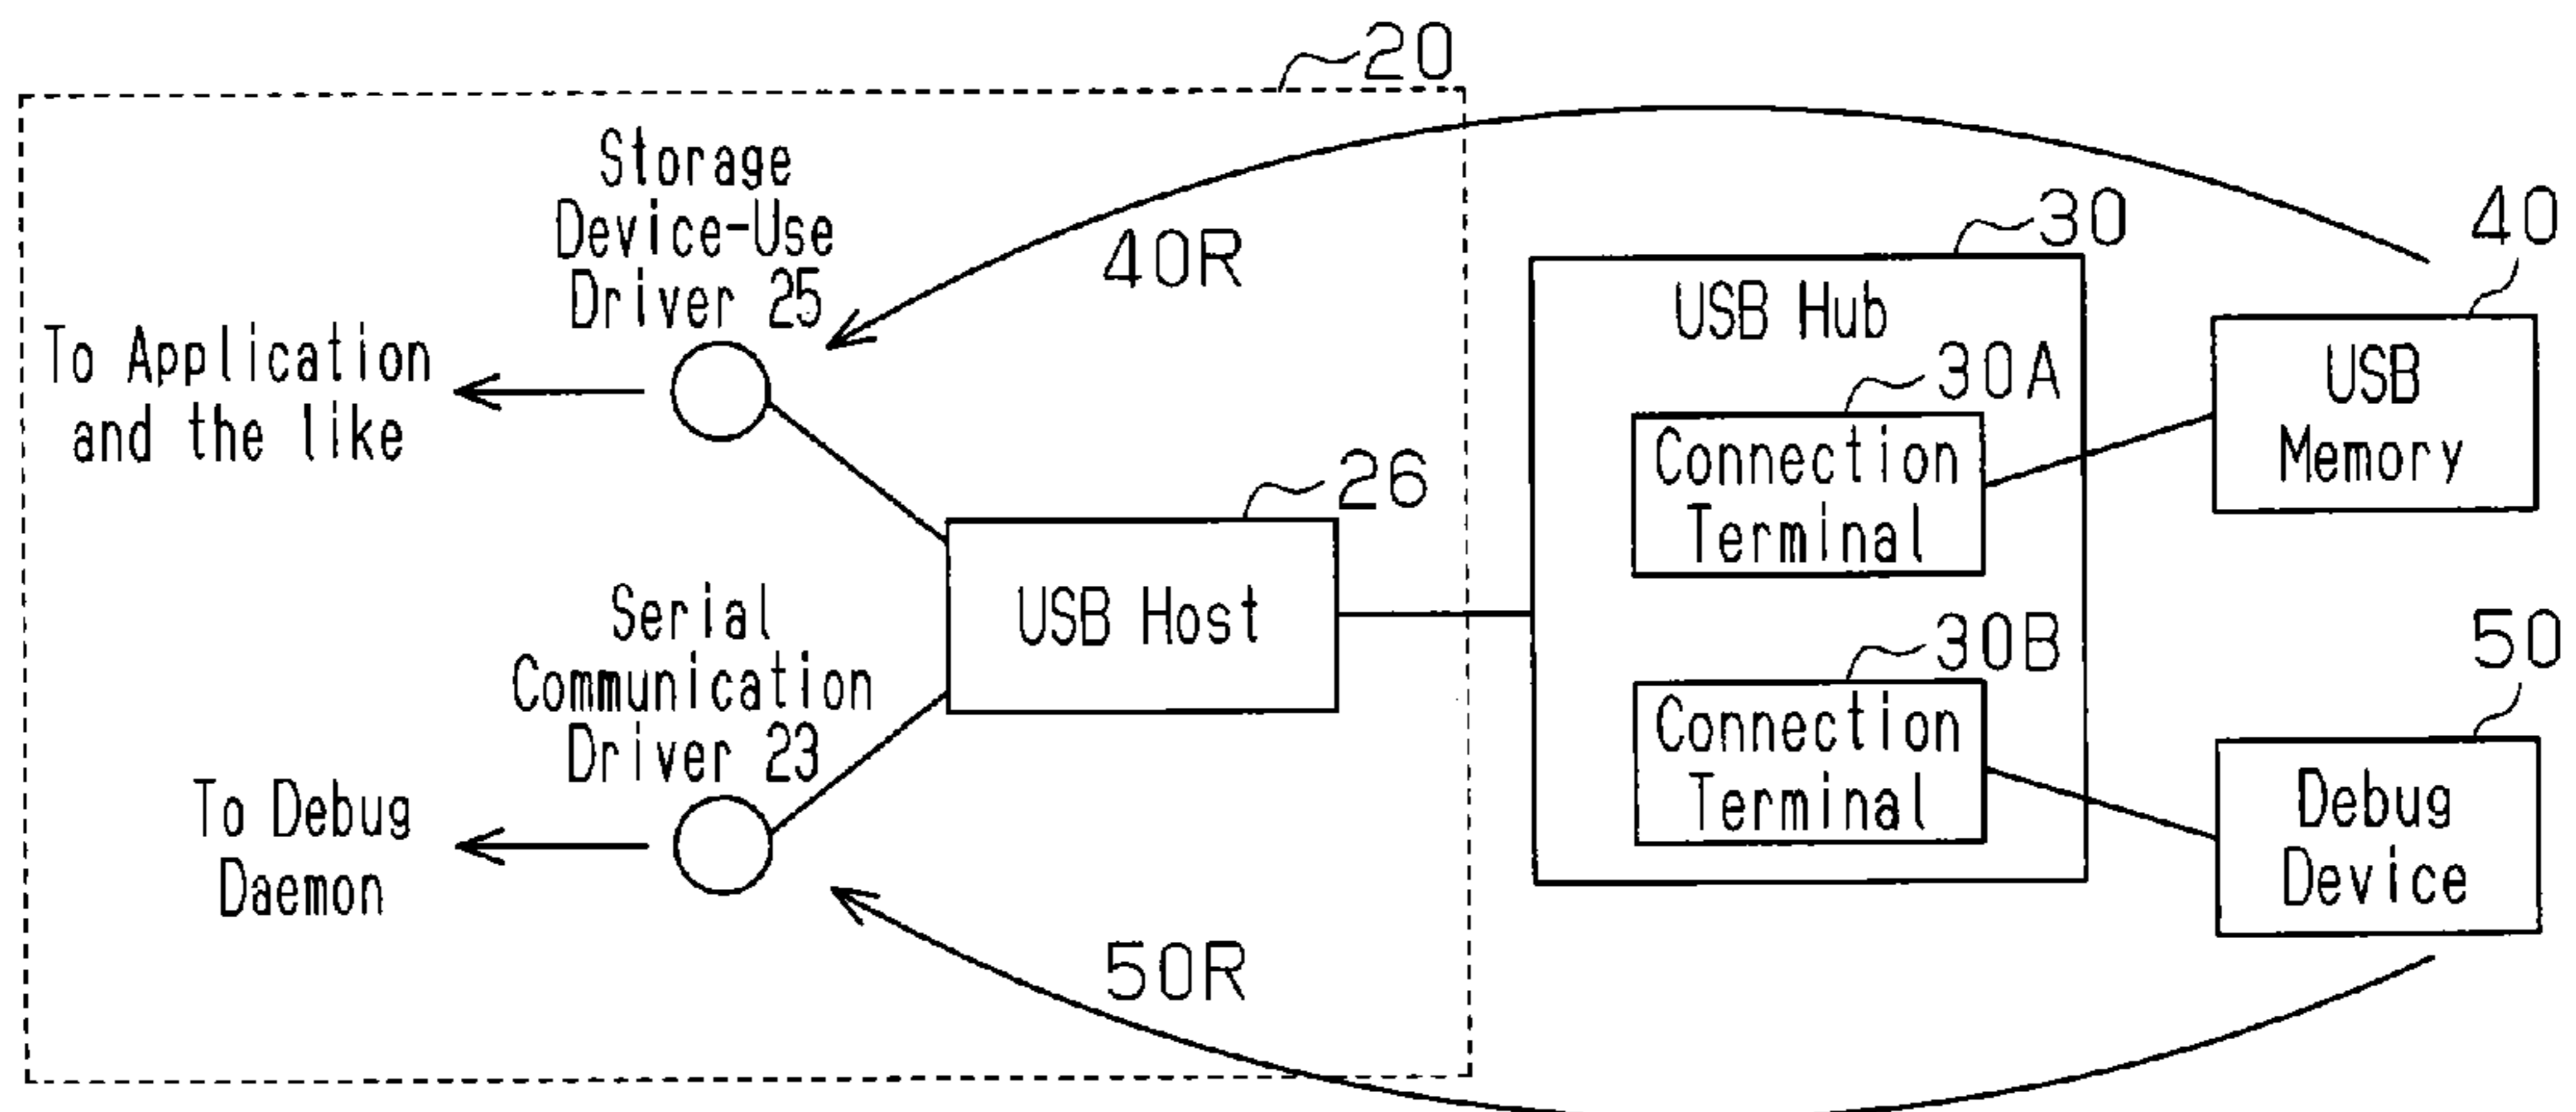 20
Storage
Device-Use
Driver 25
40R
30
40
USB Hub
To Application
and the like
30A
USB
Memory
Connection
Terminal
26
USB Host
Serial
Communication
Driver 23
30B
50
Connection
Terminal
To Debug
Daemon
Debug
Device
50R